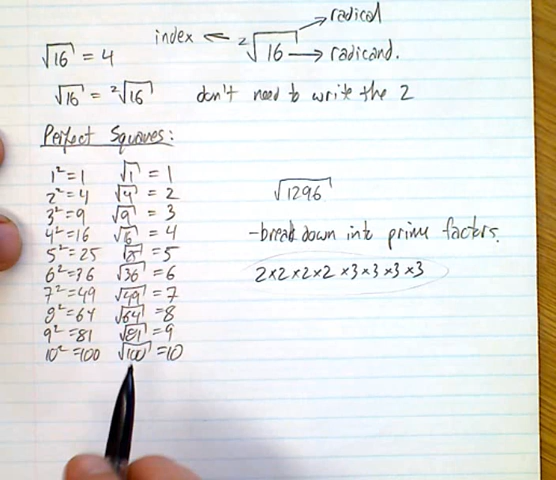 radical
index ← ²√16 → radicand.
√16 = 4
√16 = ²√16 don't need to write the 2
Perfect Squares:
1² = 1 √1 = 1
2² = 4 √4 = 2
3² = 9 √9 = 3
4² = 16 = 4
5² = 25 = 5
6² = 36 √36 = 6
7² = 49 √49 = 7
8² = 64 √64 = 8
9² = 81 √81 = 9
10² = 100 √100 = 10
√1296
-break down into prime factors.
2×2×2×2×3×3×3×3